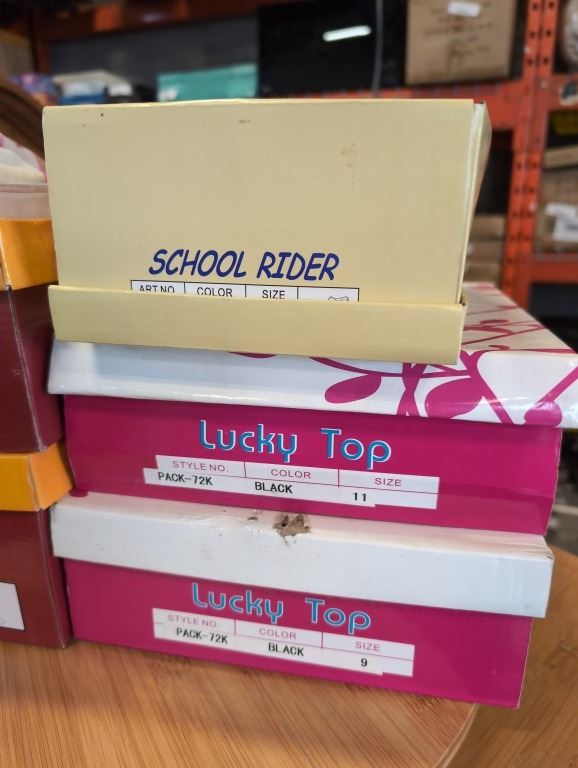 SCHOOL RIDER
ART NO COLOR SIZE
Lucky Top
STYLE NO. COLOR SIZE
PACK-72K BLACK 11
Lucky Top
STYLE NO. COLOR SIZE
PACK-72K BLACK 9